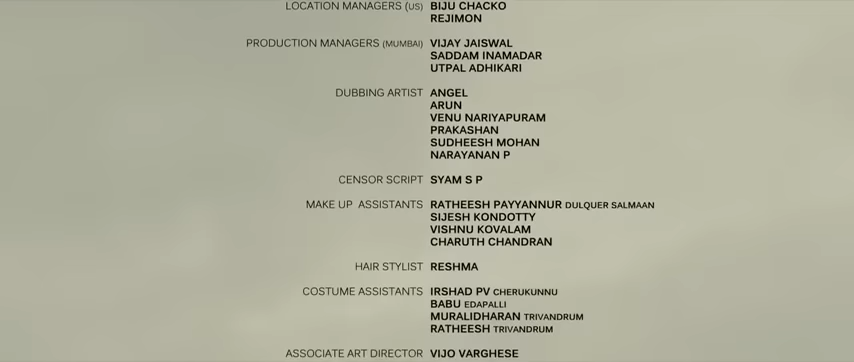 LOCATION MANAGERS (US) BIJU CHACKO
REJIMON
PRODUCTION MANAGERS (MUMBAI) VIJAY JAISWAL
SADDAM INAMADAR
UTPAL ADHIKARI
DUBBING ARTIST ANGEL
ARUN
VENU NARIYAPURAM
PRAKASHAN
SUDHEESH MOHAN
NARAYANAN P
CENSOR SCRIPT SYAM S P
MAKE UP ASSISTANTS RATHEESH PAYYANNUR DULQUER SALMAAN
SIJESH KONDOTTY
VISHNU KOVALAM
CHARUTH CHANDRAN
HAIR STYLIST RESHMA
COSTUME ASSISTANTS IRSHAD PV CHERUKUNNU
BABU EDAPALLI
MURALIDHARAN TRIVANDRUM
RATHEESH TRIVANDRUM
ASSOCIATE ART DIRECTOR VIJO VARGHESE